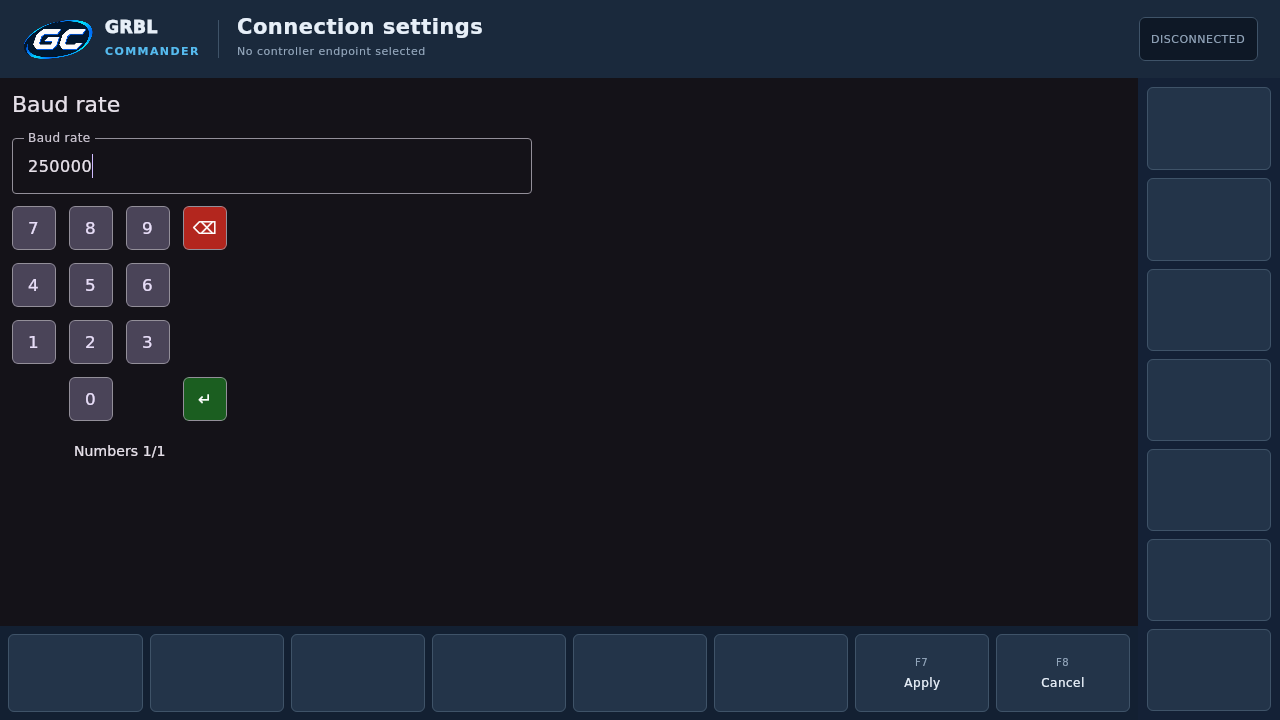 GC
GRBL
COMMANDER
Connection settings
No controller endpoint selected
DISCONNECTED
Baud rate
Baud rate
250000
7 8 9 ⌫
4 5 6
1 2 3
0 ↵
Numbers 1/1
F7
Apply
F8
Cancel